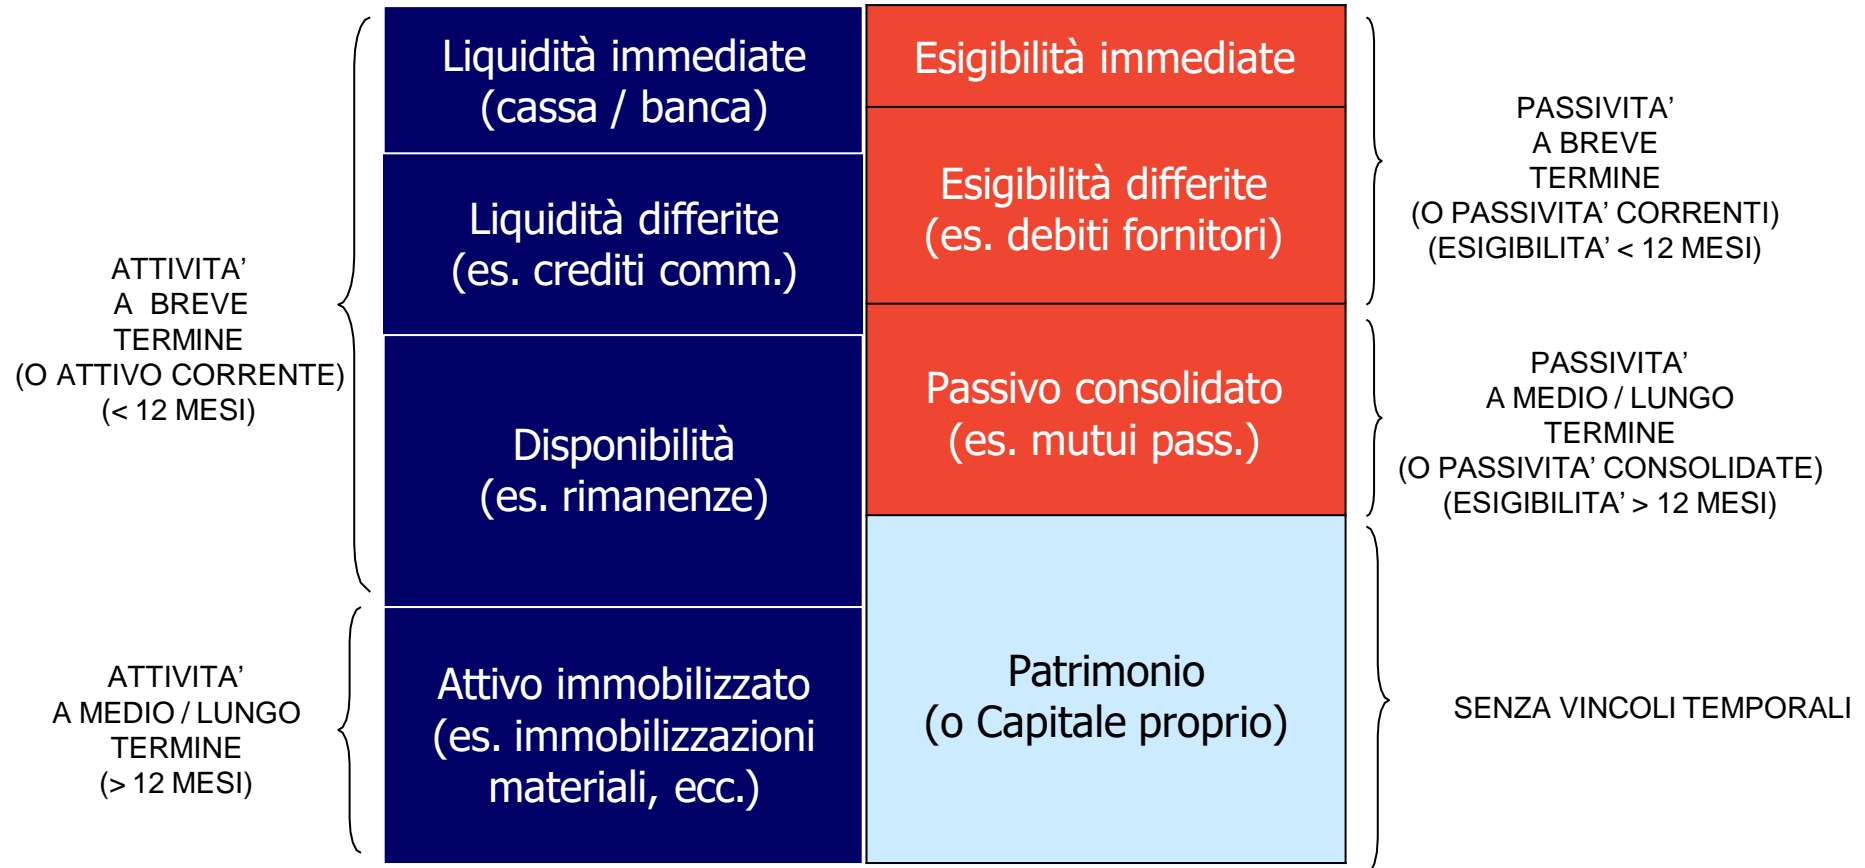 ATTIVITA’
A BREVE
TERMINE
(O ATTIVO CORRENTE)
(< 12 MESI)
ATTIVITA’
A MEDIO / LUNGO
TERMINE
(> 12 MESI)
Liquidità immediate
(cassa / banca)
Liquidità differite
(es. crediti comm.)
Disponibilità
(es. rimanenze)
Attivo immobilizzato
(es. immobilizzazioni
materiali, ecc.)
Esigibilità immediate
Esigibilità differite
(es. debiti fornitori)
Passivo consolidato
(es. mutui pass.)
Patrimonio
(o Capitale proprio)
PASSIVITA’
A BREVE
TERMINE
(O PASSIVITA’ CORRENTI)
(ESIGIBILITA’ < 12 MESI)
PASSIVITA’
A MEDIO / LUNGO
TERMINE
(O PASSIVITA’ CONSOLIDATE)
(ESIGIBILITA’ > 12 MESI)
SENZA VINCOLI TEMPORALI